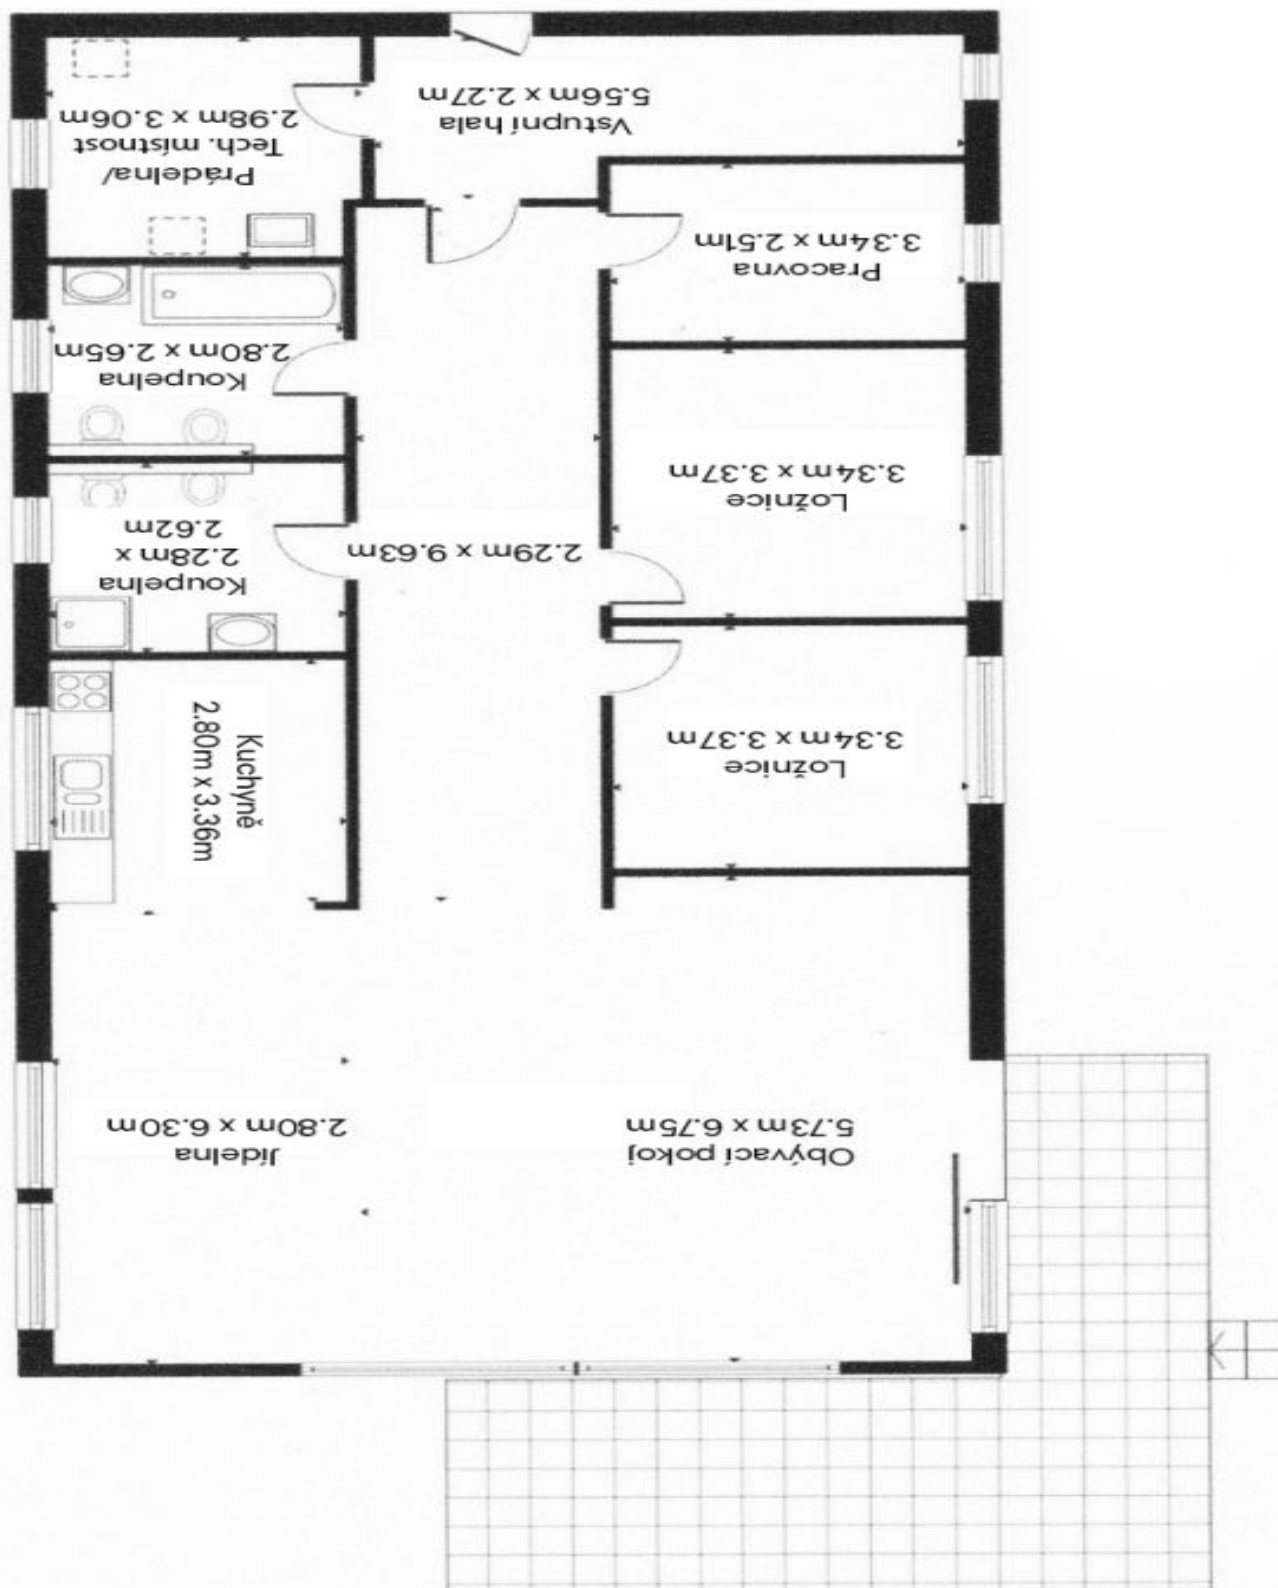 Obývací pokoj
5.73m x 6.75m
Jídelna
2.80m x 6.30m
Ložnice
3.34m x 3.37m
Kuchyně
2.80m x 3.36m
Koupelna
2.28m x
2.62m
2.29m x 9.63m
Ložnice
3.34m x 3.37m
Koupelna
2.80m x 2.65m
Pracovna
3.34m x 2.51m
Prádelna/
Tech. místnost
2.98m x 3.06m
Vstupní hala
5.56m x 2.27m